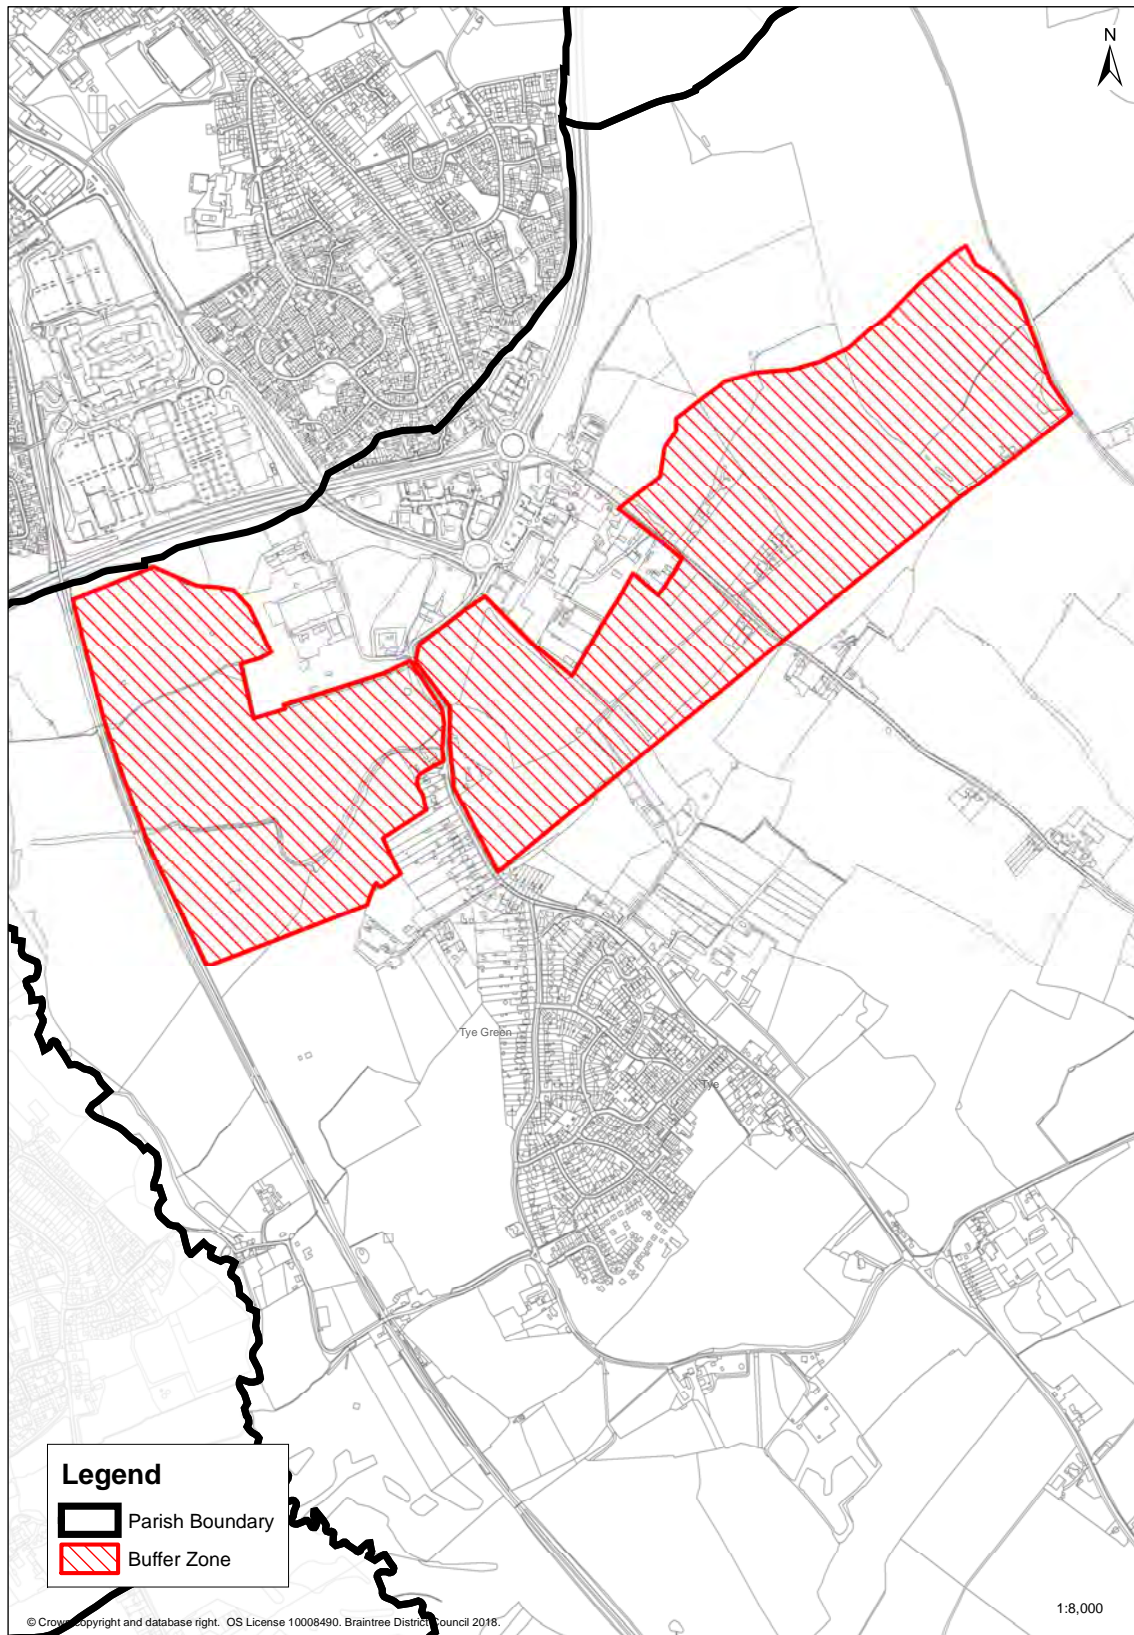 N
Tye Green
Tye
Legend
Parish Boundary
Buffer Zone
1:8,000
© Crown copyright and database right. OS License 10008490. Braintree District Council 2018.